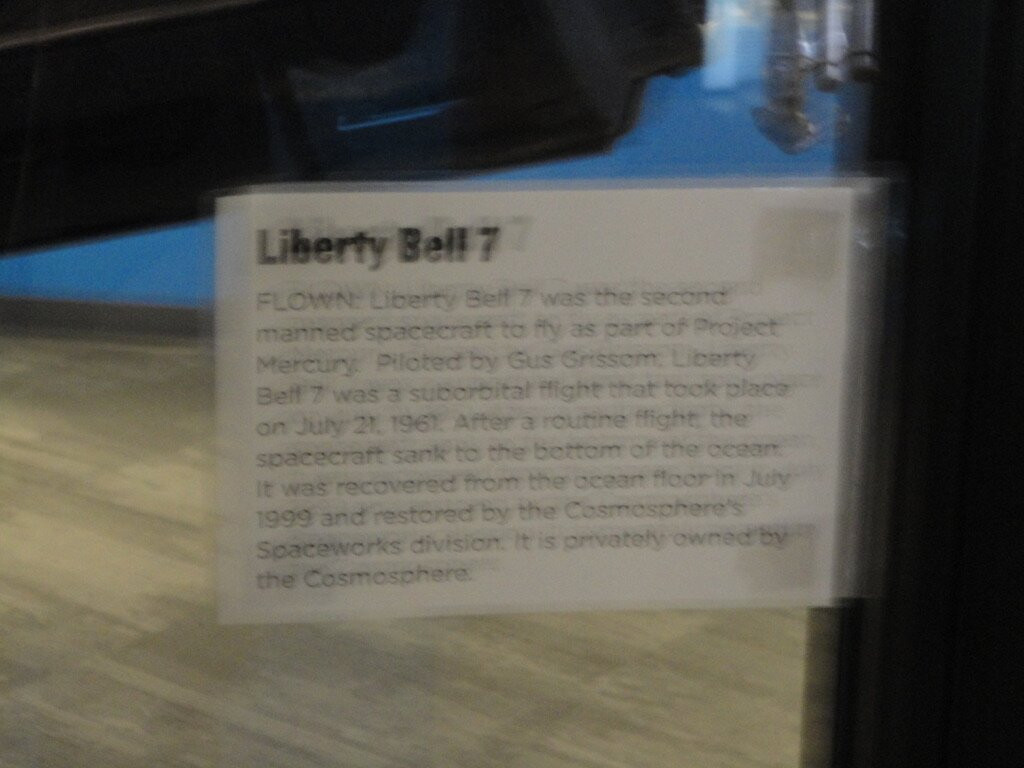 Liberty Bell 7
FLOWN: Liberty Bell 7 was the second
manned spacecraft to fly as part of Project
Mercury. Piloted by Gus Grissom, Liberty
Bell 7 was a suborbital flight that took place
on July 21, 1961. After a routine flight, the
spacecraft sank to the bottom of the ocean.
It was recovered from the ocean floor in July
1999 and restored by the Cosmosphere's
Spaceworks division. It is privately owned by
the Cosmosphere.